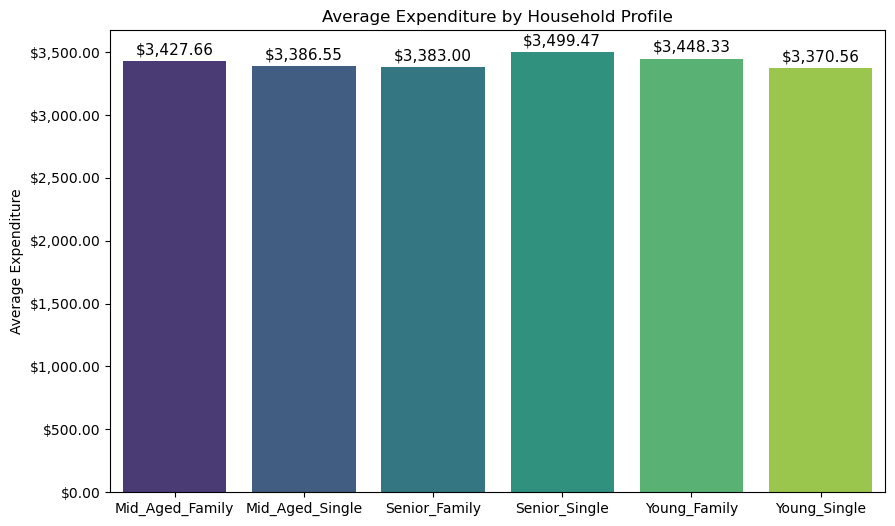 Average Expenditure by Household Profile
Average Expenditure
$3,500.00
$3,000.00
$2,500.00
$2,000.00
$1,500.00
$1,000.00
$500.00
$0.00
$3,427.66
$3,386.55
$3,383.00
$3,499.47
$3,448.33
$3,370.56
Mid_Aged_Family
Mid_Aged_Single
Senior_Family
Senior_Single
Young_Family
Young_Single